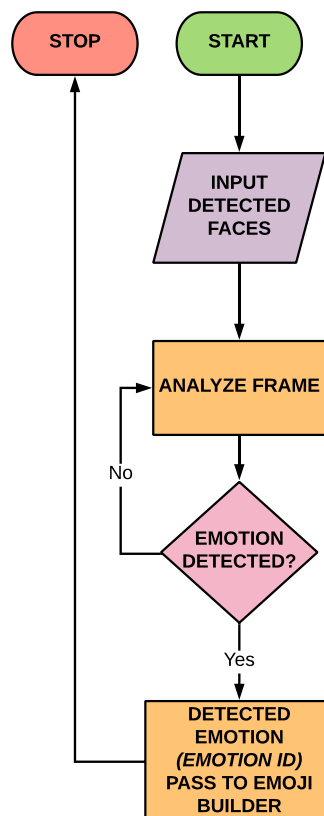 STOP
START
INPUT
DETECTED
FACES
ANALYZE FRAME
No
EMOTION
DETECTED?
Yes
DETECTED
EMOTION
(EMOTION ID)
PASS TO EMOJI
BUILDER